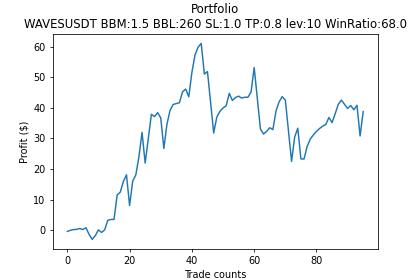 Portfolio
WAVESUSDT BBM:1.5 BBL:260 SL:1.0 TP:0.8 lev:10 WinRatio:68.0
60
50
40
30
20
10
0
Profit ($)
0 20 40 60 80
Trade counts